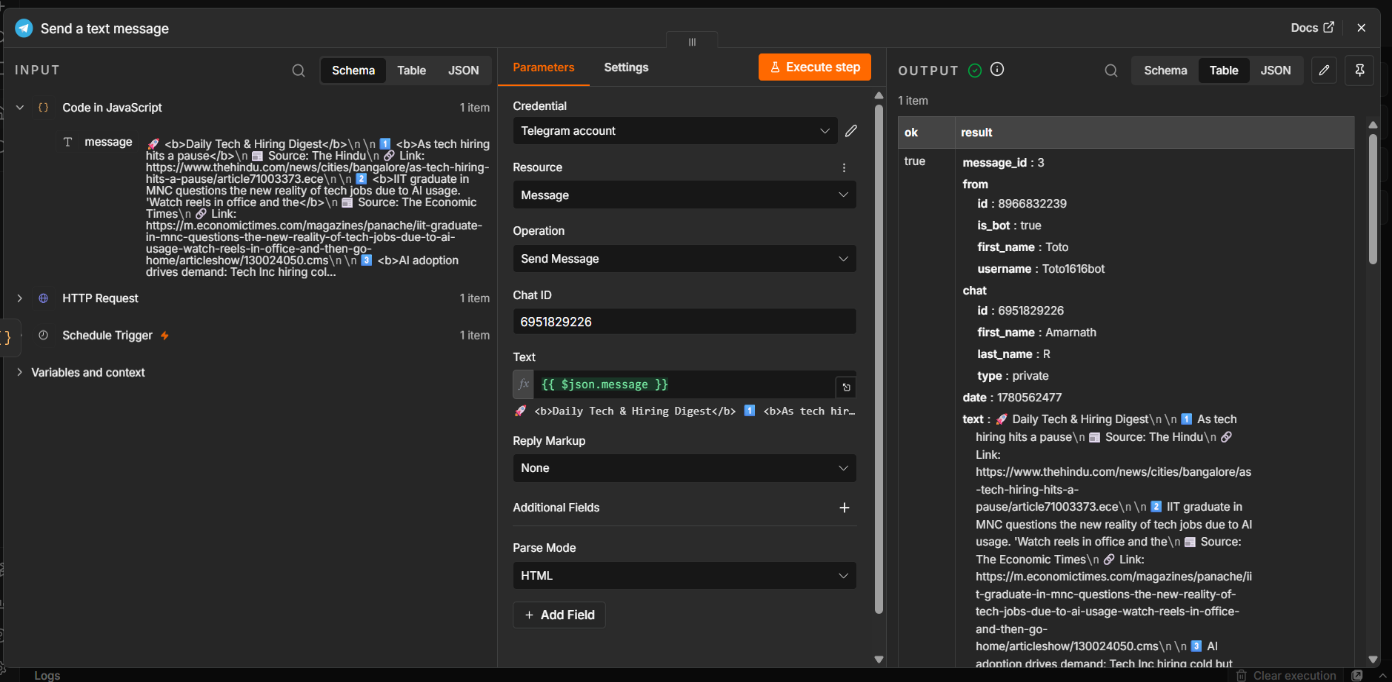 Send a text message
Docs
INPUT
Schema
Table
JSON
Code in JavaScript
1 item
T
message
🚀 <b>Daily Tech & Hiring Digest</b>\n\n 1️⃣ <b>As tech hiring
hits a pause</b>\n 📰 Source: The Hindu\n 🔗 Link:
https://www.thehindu.com/news/cities/bangalore/as-tech-hiring-
hits-a-pause/article71003373.ece\n\n 2️⃣ <b>IIT graduate in
MNC questions the new reality of tech jobs due to AI usage.
'Watch reels in office and the</b>\n 📰 Source: The Economic
Times\n 🔗 Link:
https://m.economictimes.com/magazines/panache/iit-graduate-
in-mnc-questions-the-new-reality-of-tech-jobs-due-to-ai-
usage-watch-reels-in-office-and-then-go-
home/articleshow/130024050.cms\n\n 3️⃣ <b>AI adoption
drives demand: Tech Inc hiring col...
HTTP Request
1 item
Schedule Trigger
1 item
Variables and context
Parameters
Settings
Execute step
Credential
Telegram account
Resource
Message
Operation
Send Message
Chat ID
6951829226
Text
fx
{{ $json.message }}
🚀 <b>Daily Tech & Hiring Digest</b> 1️⃣ <b>As tech hir…
Reply Markup
None
Additional Fields
Parse Mode
HTML
+ Add Field
OUTPUT
Schema
Table
JSON
1 item
ok
result
true
message_id : 3
from
id : 8966832239
is_bot : true
first_name : Toto
username : Toto1616bot
chat
id : 6951829226
first_name : Amarnath
last_name : R
type : private
date : 1780562477
text : 🚀 Daily Tech & Hiring Digest\n\n 1️⃣ As tech
hiring hits a pause\n 📰 Source: The Hindu\n 🔗
Link:
https://www.thehindu.com/news/cities/bangalore/as
-tech-hiring-hits-a-
pause/article71003373.ece\n\n 2️⃣ IIT graduate in
MNC questions the new reality of tech jobs due to AI
usage. 'Watch reels in office and the\n 📰 Source:
The Economic Times\n 🔗 Link:
https://m.economictimes.com/magazines/panache/ii
t-graduate-in-mnc-questions-the-new-reality-of-
tech-jobs-due-to-ai-usage-watch-reels-in-office-
and-then-go-
home/articleshow/130024050.cms\n\n 3️⃣ AI
adoption drives demand: Tech Inc hiring cold but
Logs
Clear execution